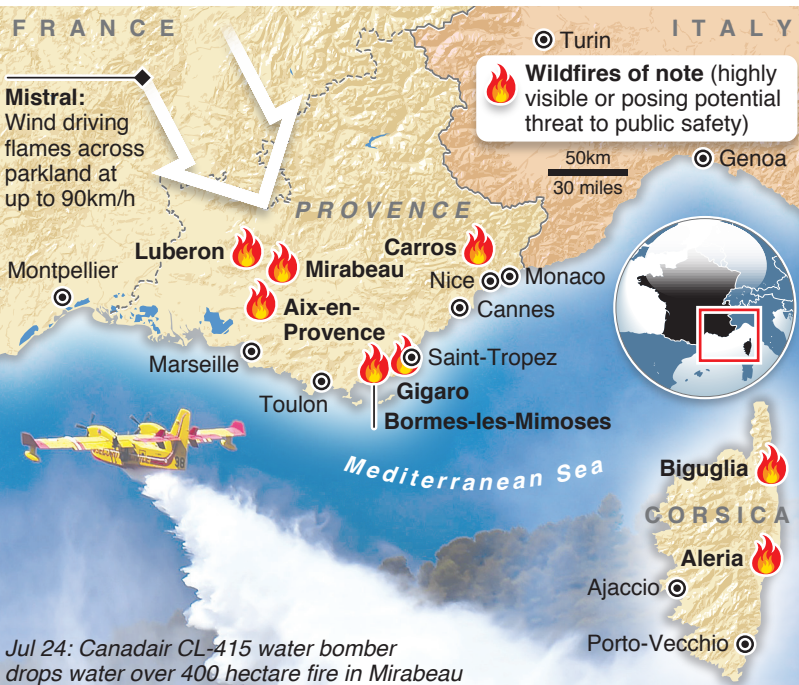 FRANCE
ITALY
Turin
Wildfires of note (highly
visible or posing potential
threat to public safety)
Mistral:
Wind driving
flames across
parkland at
up to 90km/h
50km
30 miles
Genoa
PROVENCE
Luberon
Carros
Mirabeau
Montpellier
Nice
Monaco
Aix-en-
Provence
Cannes
Marseille
Saint-Tropez
Toulon
Gigaro
Bormes-les-Mimoses
Mediterranean Sea
98
Biguglia
CORSICA
Aleria
Ajaccio
Porto-Vecchio
Jul 24: Canadair CL-415 water bomber
drops water over 400 hectare fire in Mirabeau